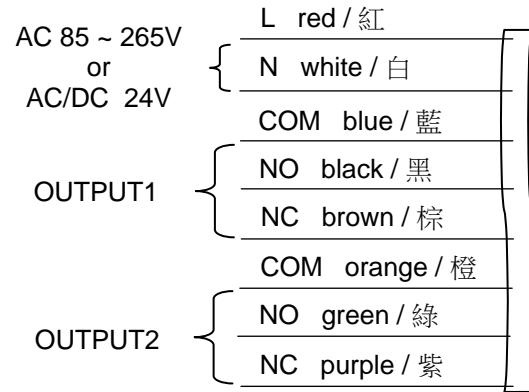 AC 85 ~ 265V
or
AC/DC 24V
L red / 紅
N white / 白
COM blue / 藍
OUTPUT1
NO black / 黑
NC brown / 棕
COM orange / 橙
OUTPUT2
NO green / 綠
NC purple / 紫